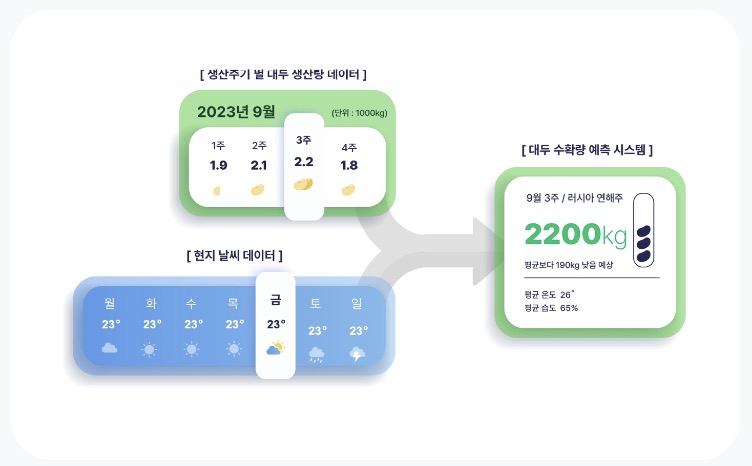 [ 생산주기 별 대두 생산량 데이터 ]
2023년 9월
(단위 : 1000kg)
1주 2주 3주 4주
1.9 2.1 2.2 1.8
[ 현지 날씨 데이터 ]
월 화 수 목 금 토 일
23° 23° 23° 23° 23° 23° 23°
[ 대두 수확량 예측 시스템 ]
9월 3주 / 러시아 연해주
2200kg
평균보다 190kg 낮음 예상
평균 온도 26˚
평균 습도 65%